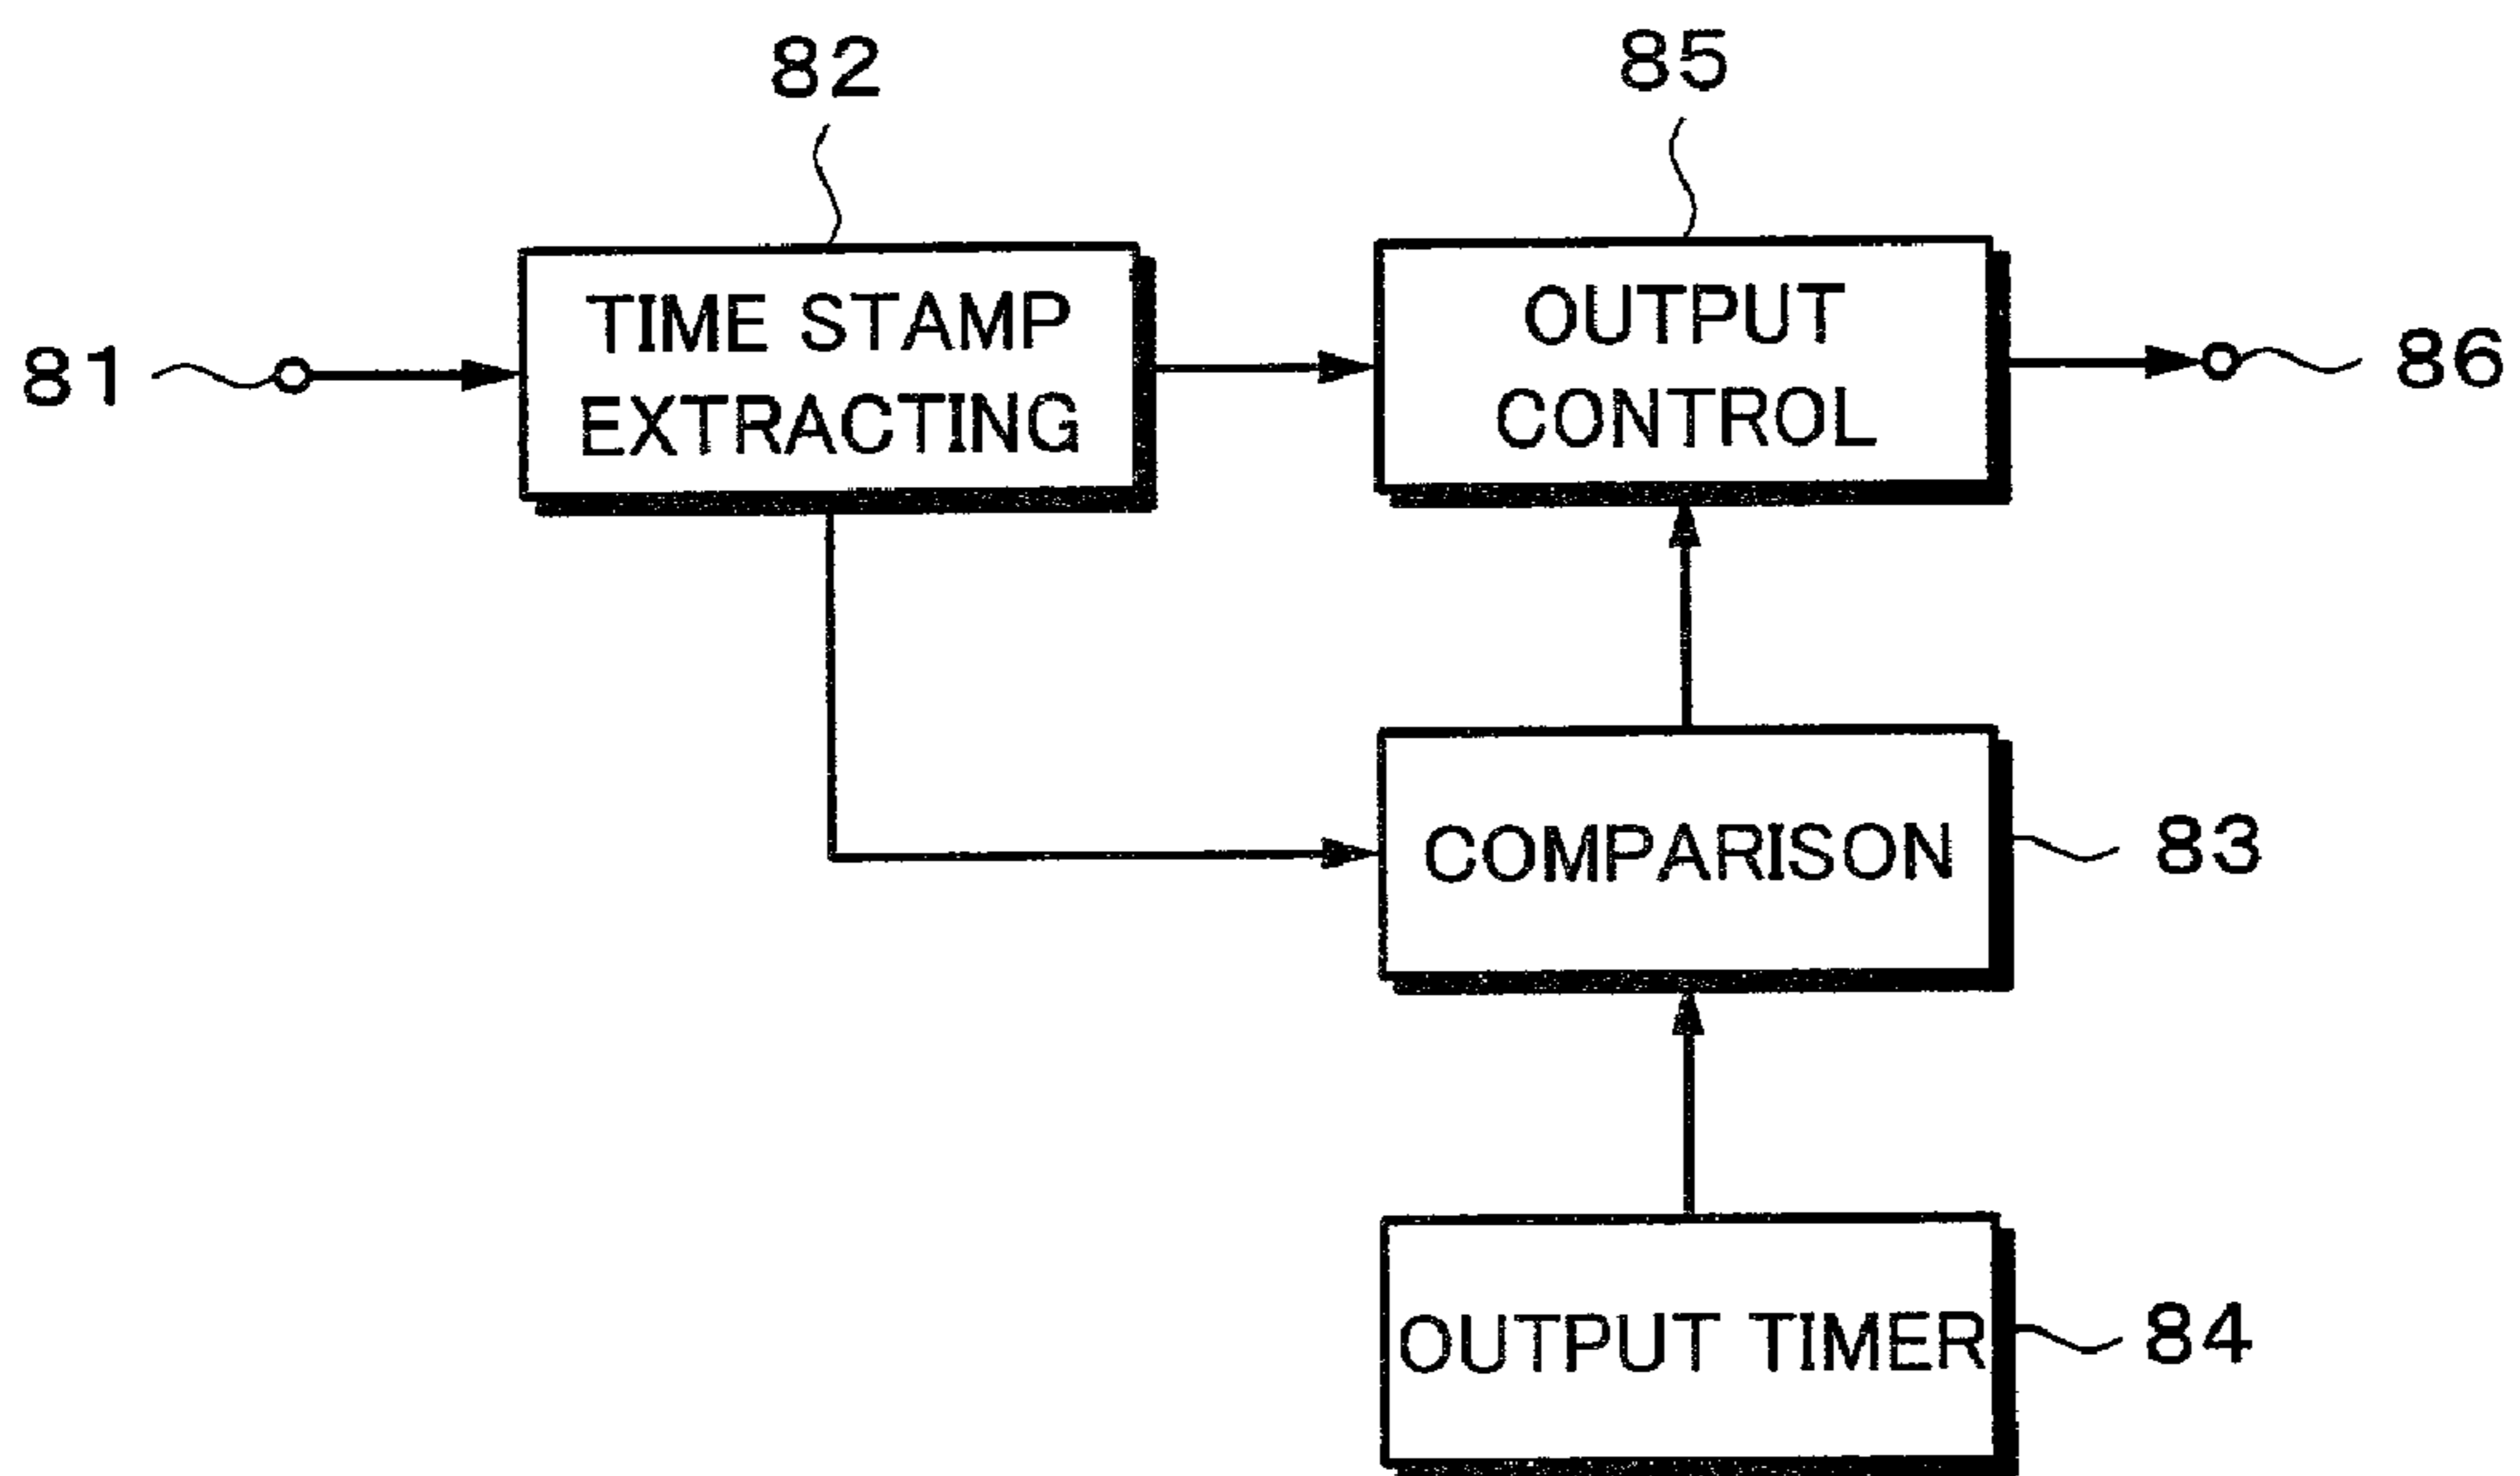 82
85
81
TIME STAMP
EXTRACTING
OUTPUT
CONTROL
86
COMPARISON
83
OUTPUT TIMER
84